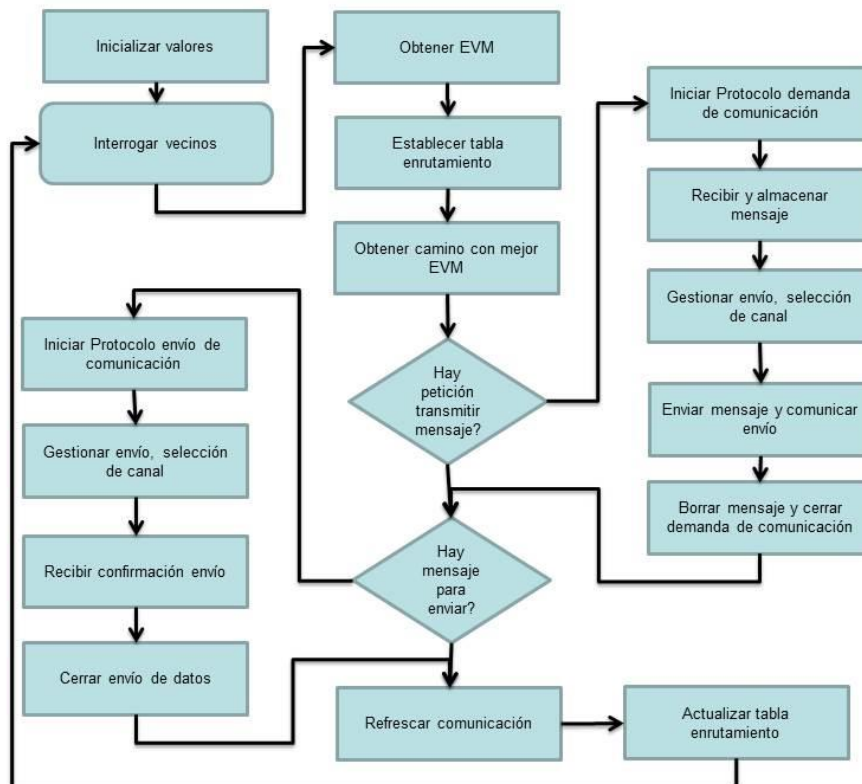 Inicializar valores
Interrogar vecinos
Obtener EVM
Establecer tabla
enrutamiento
Obtener camino con mejor
EVM
Hay
petición
transmitir
mensaje?
Iniciar Protocolo demanda
de comunicación
Recibir y almacenar
mensaje
Gestionar envío, selección
de canal
Enviar mensaje y comunicar
envío
Borrar mensaje y cerrar
demanda de comunicación
Hay
mensaje
para
enviar?
Iniciar Protocolo envío de
comunicación
Gestionar envío, selección
de canal
Recibir confirmación envío
Cerrar envío de datos
Refrescar comunicación
Actualizar tabla
enrutamiento